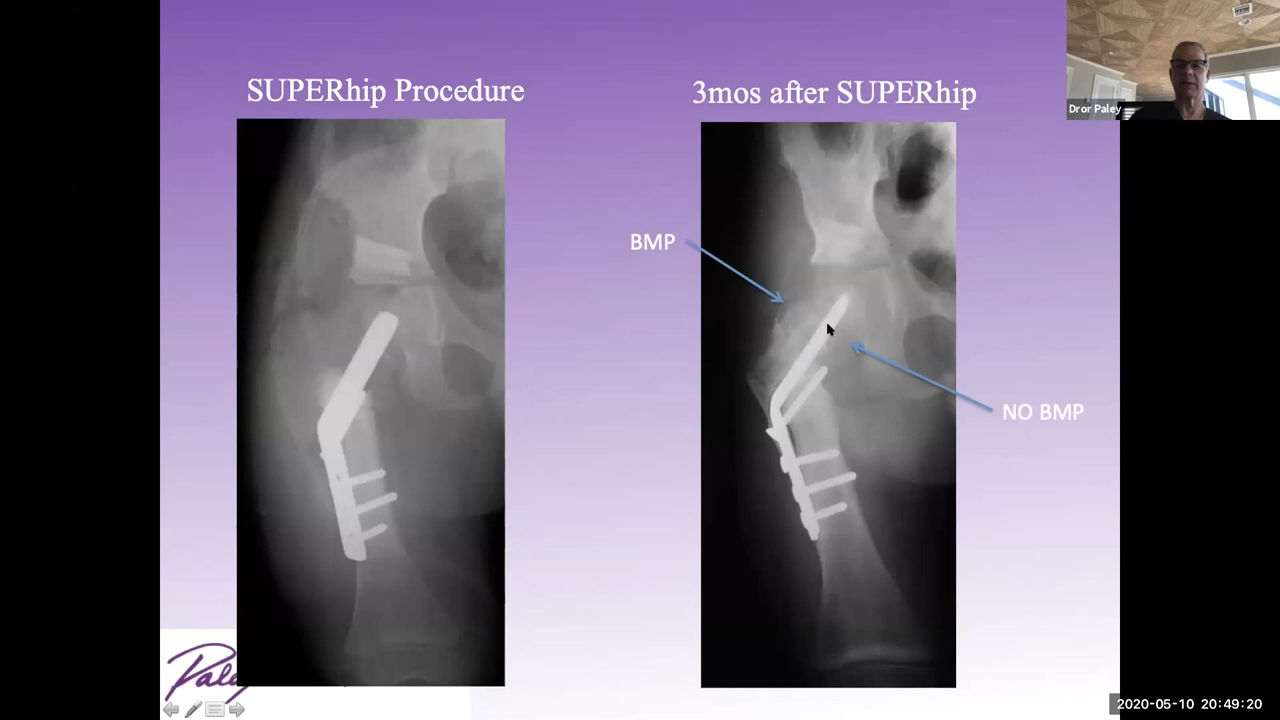 SUPERhip Procedure
3mos after SUPERhip
Dror Paley
BMP
NO BMP
2020-05-10 20:49:20